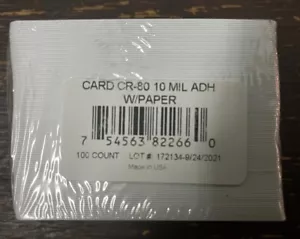 CARD CR-80 10 MIL ADH
W/PAPER
7 54563 82266 0
100 COUNT LOT #: 172134-9/24/2021
Made in USA